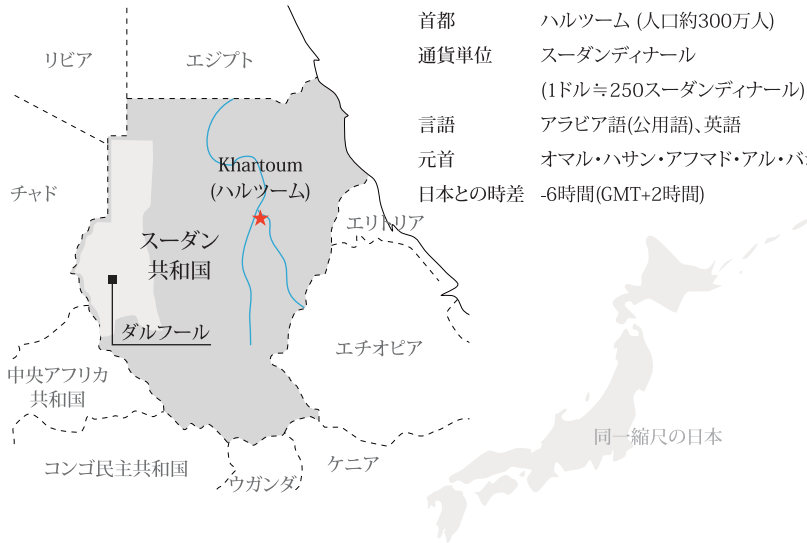 首都 ハルツーム (人口約300万人)
通貨単位 スーダンディナール
(1ドル≒250スーダンディナール)
言語 アラビア語(公用語)、英語
元首 オマル・ハサン・アフマド・アル・
日本との時差 -6時間(GMT+2時間)
リビア
エジプト
Khartoum
(ハルツーム)
チャド
エリトリア
スーダン
共和国
ダルフール
エチオピア
中央アフリカ
共和国
同一縮尺の日本
コンゴ民主共和国
ケニア
ウガンダ